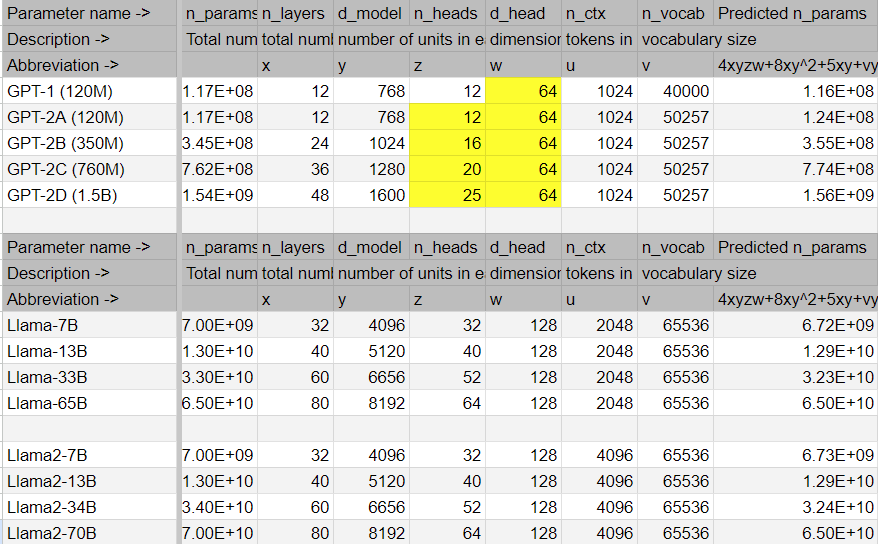 Parameter name -> n_params n_layers d_model n_heads d_head n_ctx n_vocab Predicted n_params
Description -> Total num total numb number of units in ea dimension tokens in vocabulary size
Abbreviation -> x y z w u v 4xyzw+8xy^2+5xy+vy
GPT-1 (120M) 1.17E+08 12 768 12 64 1024 40000 1.16E+08
GPT-2A (120M) 1.17E+08 12 768 12 64 1024 50257 1.24E+08
GPT-2B (350M) 3.45E+08 24 1024 16 64 1024 50257 3.55E+08
GPT-2C (760M) 7.62E+08 36 1280 20 64 1024 50257 7.74E+08
GPT-2D (1.5B) 1.54E+09 48 1600 25 64 1024 50257 1.56E+09
Parameter name -> n_params n_layers d_model n_heads d_head n_ctx n_vocab Predicted n_params
Description -> Total num total numb number of units in ea dimension tokens in vocabulary size
Abbreviation -> x y z w u v 4xyzw+8xy^2+5xy+vy
Llama-7B 7.00E+09 32 4096 32 128 2048 65536 6.72E+09
Llama-13B 1.30E+10 40 5120 40 128 2048 65536 1.29E+10
Llama-33B 3.30E+10 60 6656 52 128 2048 65536 3.23E+10
Llama-65B 6.50E+10 80 8192 64 128 2048 65536 6.50E+10
Llama2-7B 7.00E+09 32 4096 32 128 4096 65536 6.73E+09
Llama2-13B 1.30E+10 40 5120 40 128 4096 65536 1.29E+10
Llama2-34B 3.40E+10 60 6656 52 128 4096 65536 3.24E+10
Llama2-70B 7.00E+10 80 8192 64 128 4096 65536 6.50E+10